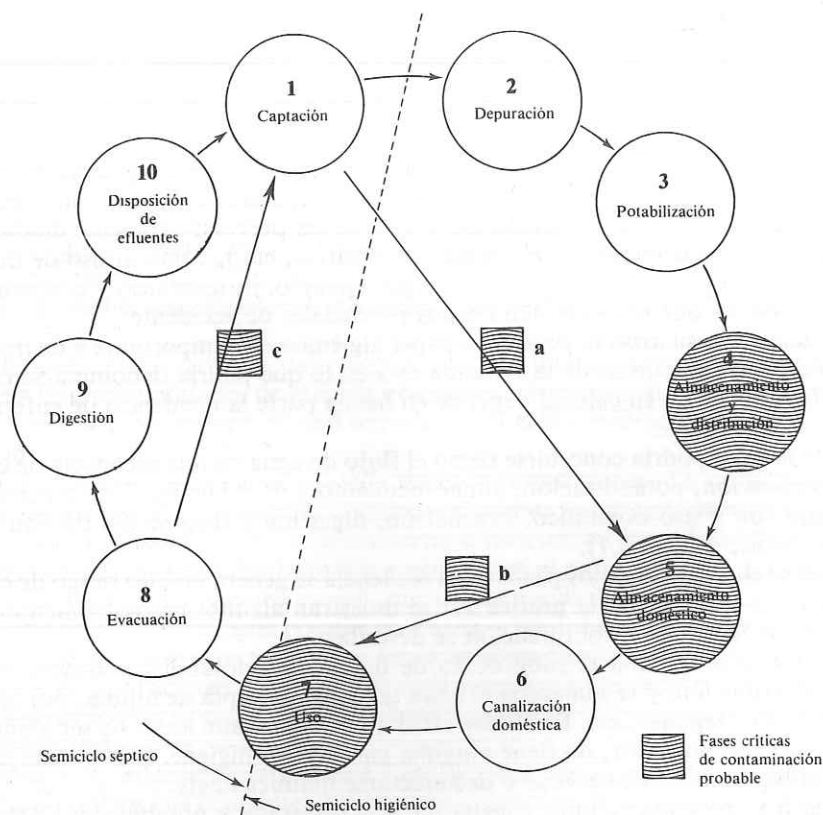 1
Captación
2
Depuración
3
Potabilización
4
Almacenamiento
y
distribución
5
Almacenamiento
doméstico
6
Canalización
doméstica
7
Uso
8
Evacuación
9
Digestión
10
Disposición
de
efluentes
a
b
c
Semiciclo séptico
Semiciclo higiénico
Fases críticas
de contaminación
probable